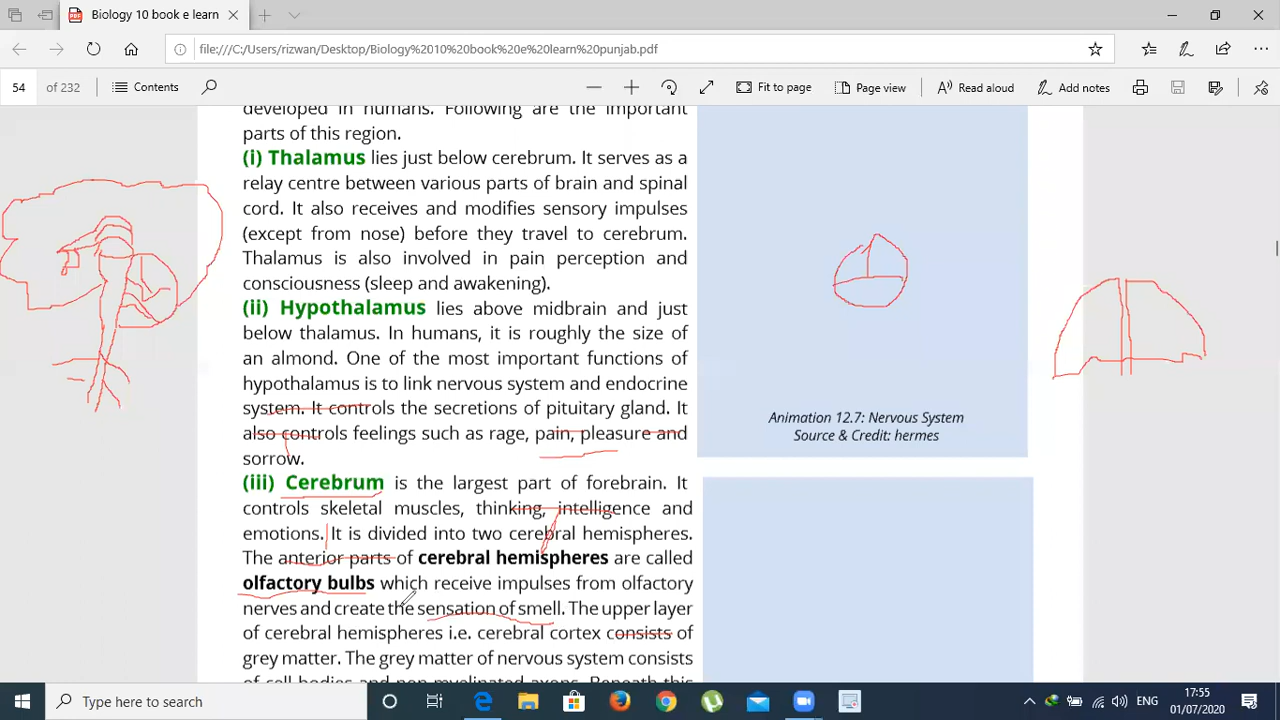 Biology 10 book e learn
file:///C:/Users/rizwan/Desktop/Biology%2010%20book%20e%20learn%20punjab.pdf
54 of 232 Contents Fit to page Page view Read aloud Add notes
developed in humans. Following are the important
parts of this region.
(i) Thalamus lies just below cerebrum. It serves as a
relay centre between various parts of brain and spinal
cord. It also receives and modifies sensory impulses
(except from nose) before they travel to cerebrum.
Thalamus is also involved in pain perception and
consciousness (sleep and awakening).
(ii) Hypothalamus lies above midbrain and just
below thalamus. In humans, it is roughly the size of
an almond. One of the most important functions of
hypothalamus is to link nervous system and endocrine
system. It controls the secretions of pituitary gland. It
also controls feelings such as rage, pain, pleasure and
sorrow.
(iii) Cerebrum is the largest part of forebrain. It
controls skeletal muscles, thinking, intelligence and
emotions. It is divided into two cerebral hemispheres.
The anterior parts of cerebral hemispheres are called
olfactory bulbs which receive impulses from olfactory
nerves and create the sensation of smell. The upper layer
of cerebral hemispheres i.e. cerebral cortex consists of
grey matter. The grey matter of nervous system consists
of cell bodies and non-myelinated axons. Beneath this
Animation 12.7: Nervous System
Source & Credit: hermes
Type here to search
ENG
17:55
01/07/2020